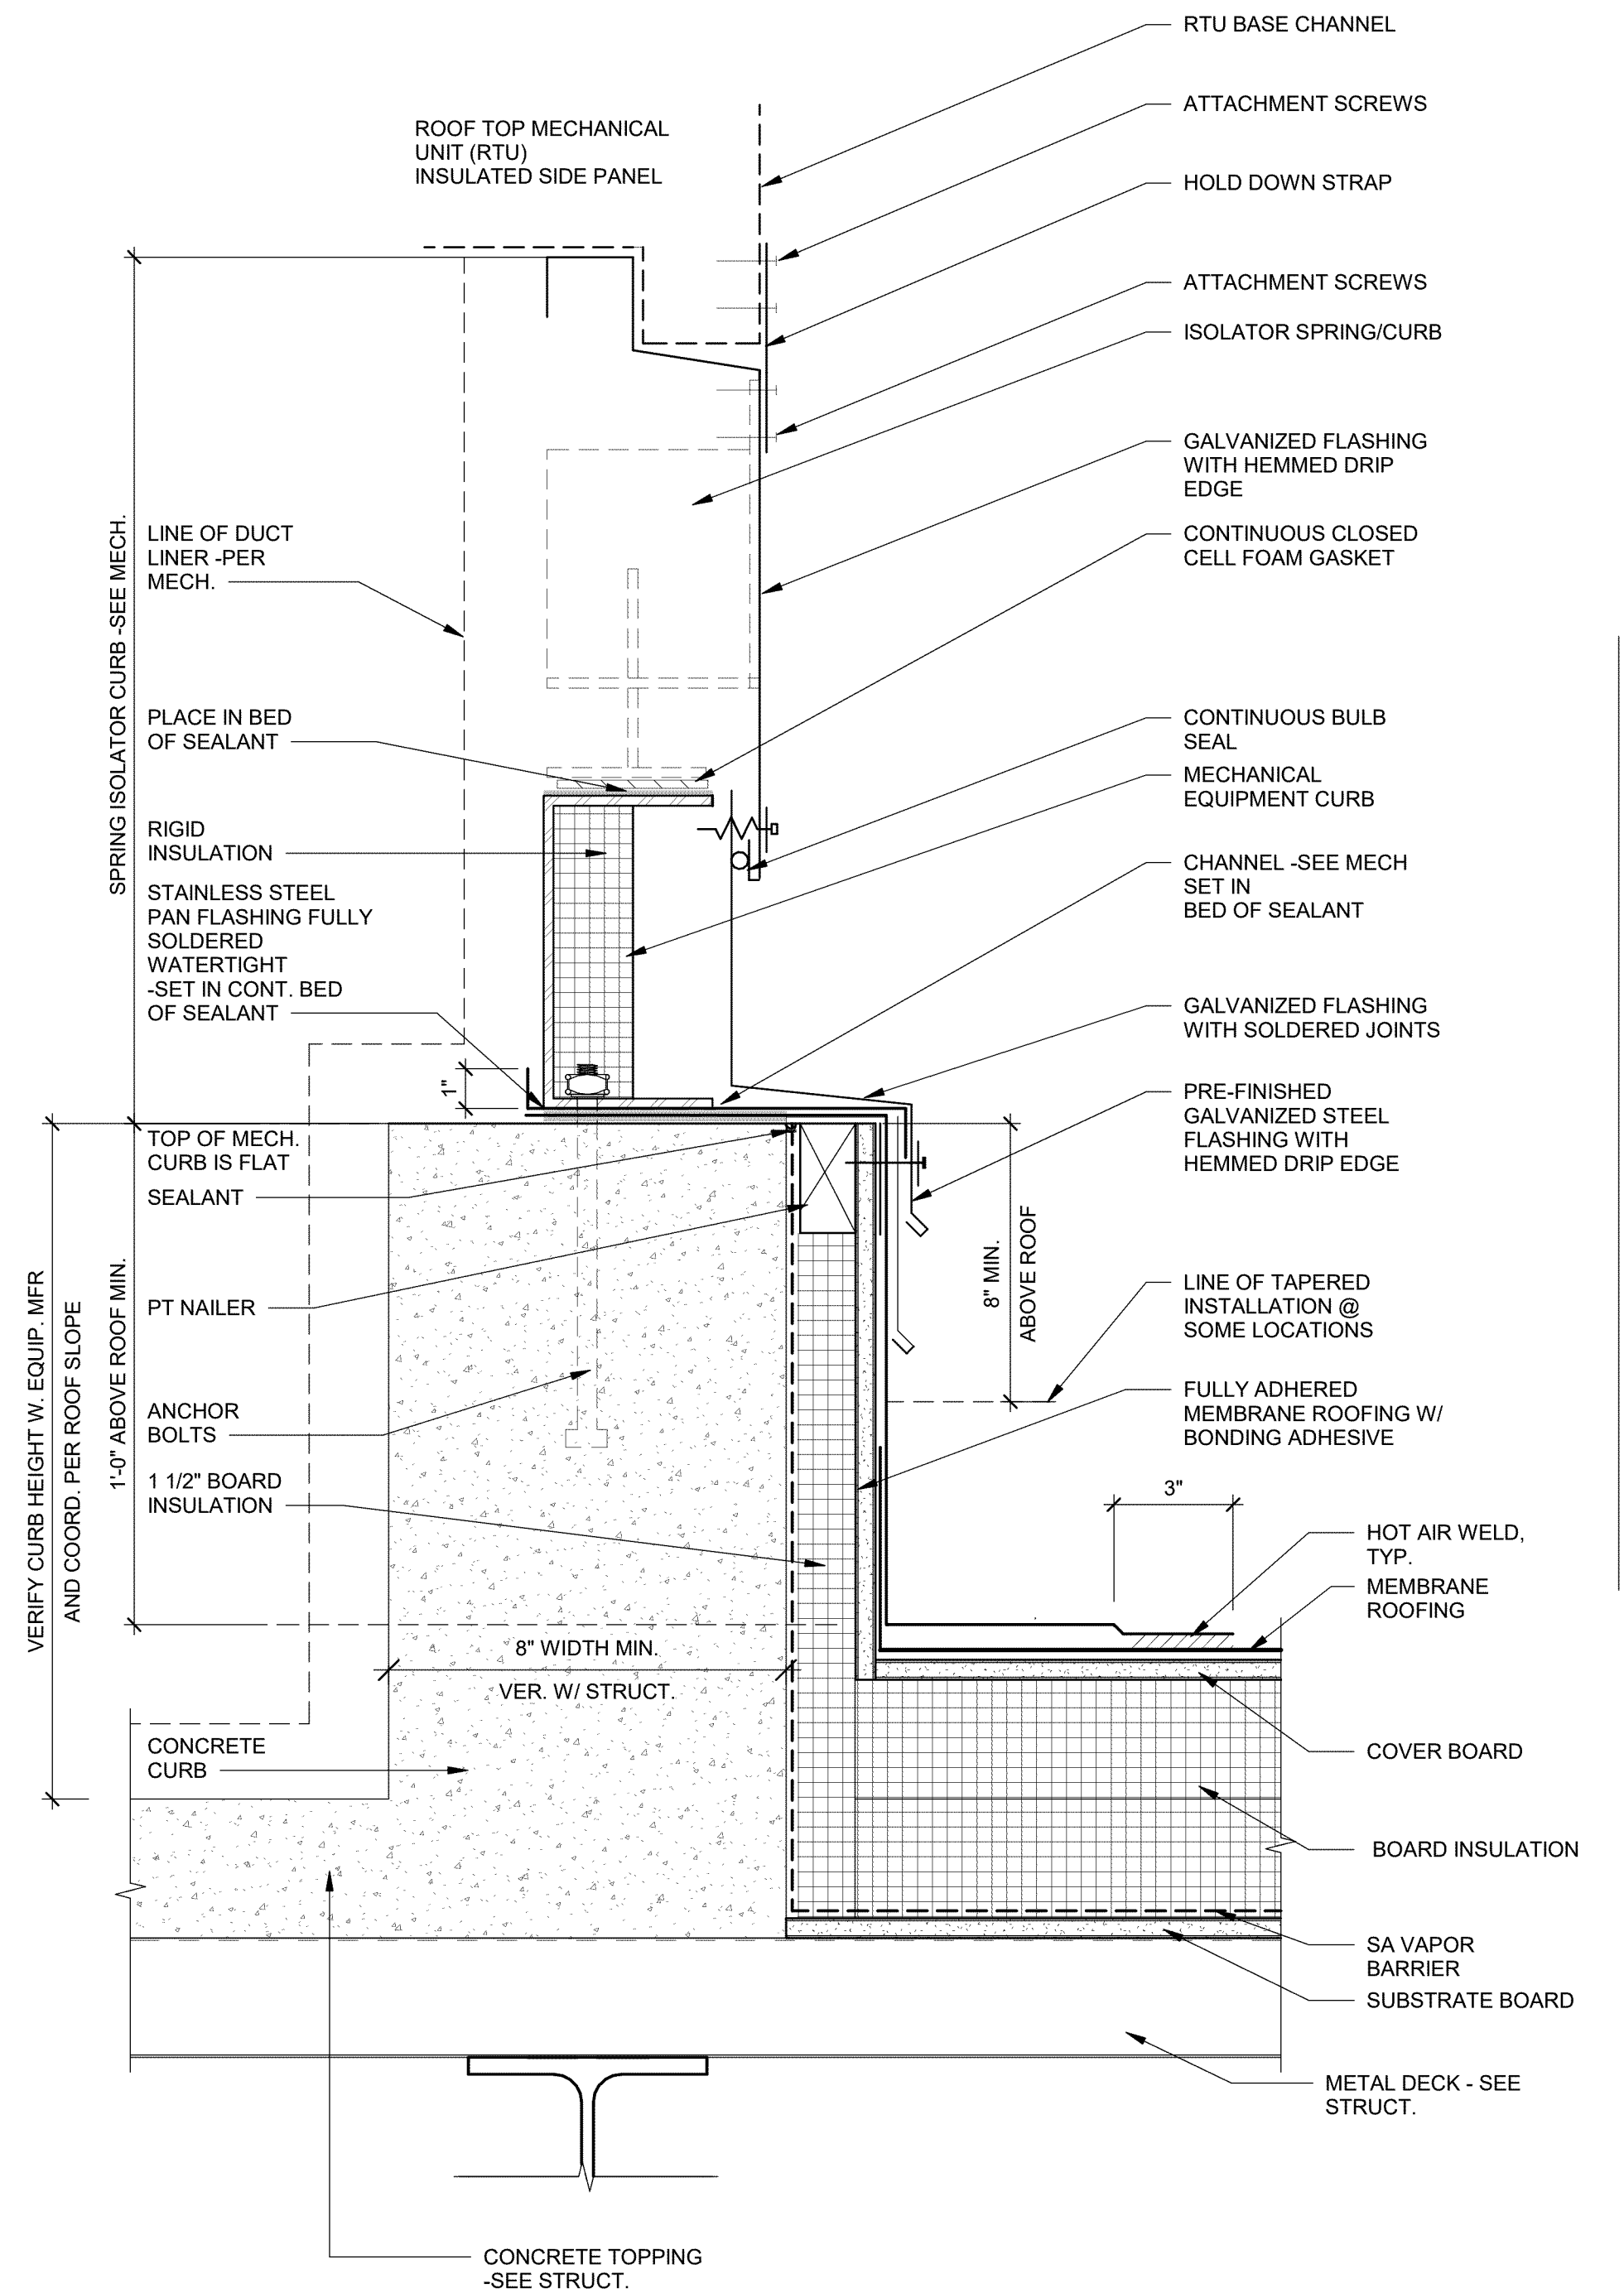 RTU BASE CHANNEL
ATTACHMENT SCREWS
ROOF TOP MECHANICAL
UNIT (RTU)
INSULATED SIDE PANEL
HOLD DOWN STRAP
ATTACHMENT SCREWS
ISOLATOR SPRING/CURB
GALVANIZED FLASHING
WITH HEMMED DRIP
EDGE
CONTINUOUS CLOSED
CELL FOAM GASKET
LINE OF DUCT
LINER -PER
MECH.
SPRING ISOLATOR CURB -SEE MECH.
PLACE IN BED
OF SEALANT
CONTINUOUS BULB
SEAL
MECHANICAL
EQUIPMENT CURB
RIGID
INSULATION
CHANNEL -SEE MECH
SET IN
BED OF SEALANT
STAINLESS STEEL
PAN FLASHING FULLY
SOLDERED
WATERTIGHT
-SET IN CONT. BED
OF SEALANT
GALVANIZED FLASHING
WITH SOLDERED JOINTS
1"
PRE-FINISHED
GALVANIZED STEEL
FLASHING WITH
HEMMED DRIP EDGE
TOP OF MECH.
CURB IS FLAT
SEALANT
8" MIN.
ABOVE ROOF
VERIFY CURB HEIGHT W. EQUIP. MFR
AND COORD. PER ROOF SLOPE
1'-0" ABOVE ROOF MIN.
PT NAILER
LINE OF TAPERED
INSTALLATION @
SOME LOCATIONS
ANCHOR
BOLTS
FULLY ADHERED
MEMBRANE ROOFING W/
BONDING ADHESIVE
1 1/2" BOARD
INSULATION
3"
HOT AIR WELD,
TYP.
MEMBRANE
ROOFING
8" WIDTH MIN.
VER. W/ STRUCT.
CONCRETE
CURB
COVER BOARD
BOARD INSULATION
SA VAPOR
BARRIER
SUBSTRATE BOARD
METAL DECK - SEE
STRUCT.
CONCRETE TOPPING
-SEE STRUCT.